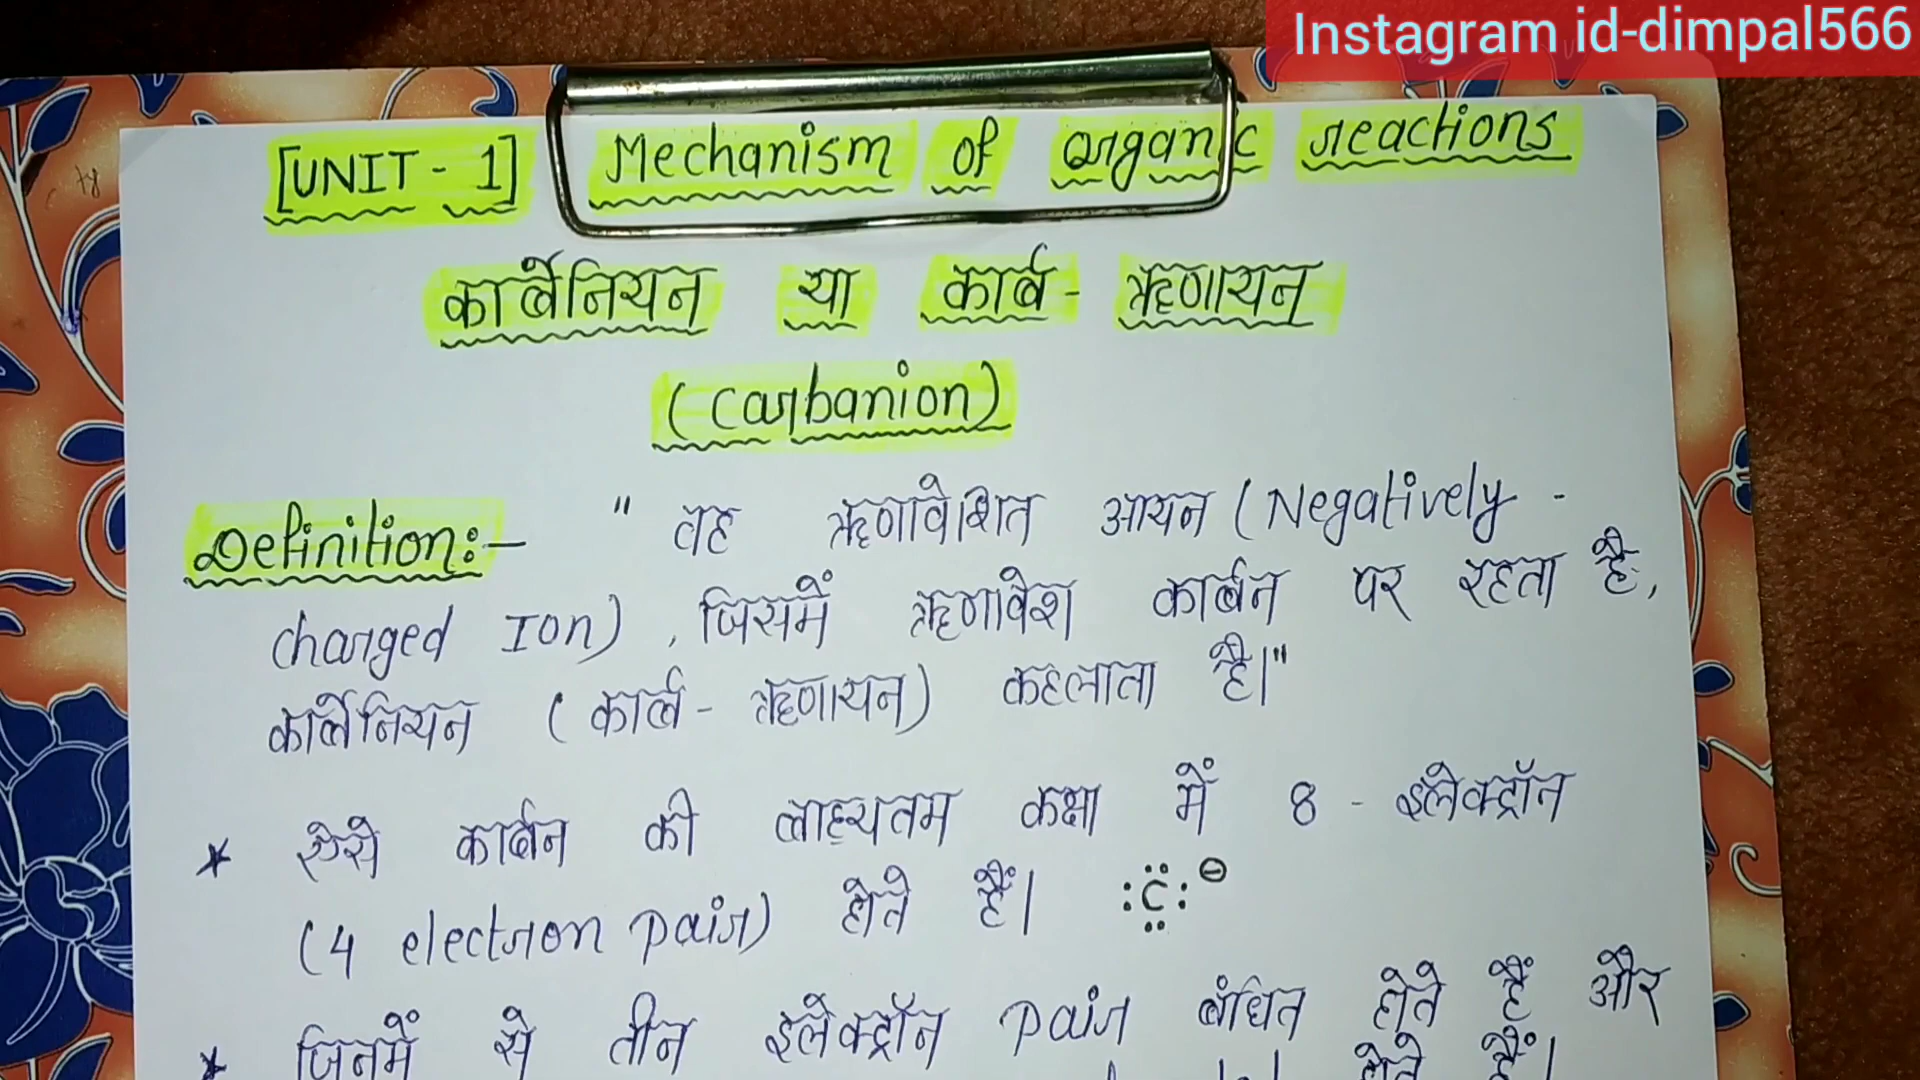 Instagram id-dimpal566
[UNIT - 1] Mechanism of organic reactions
कार्बेनियन या कार्ब - ऋणायन
(Carbanion)
Definition:- " वह ऋणावेशित आयन (Negatively -
charged Ion) , जिसमें ऋणावेश कार्बन पर रहता है,
कार्बेनियन ( कार्ब - ऋणायन) कहलाता है।"
* ऐसे कार्बन की बाह्यतम कक्षा में 8 - इलेक्ट्रॉन
(4 electron pair) होते हैं। :C̤̈:⊖
* जिनमें से तीन इलेक्ट्रॉन pair बंधित होते हैं और
होते हैं।